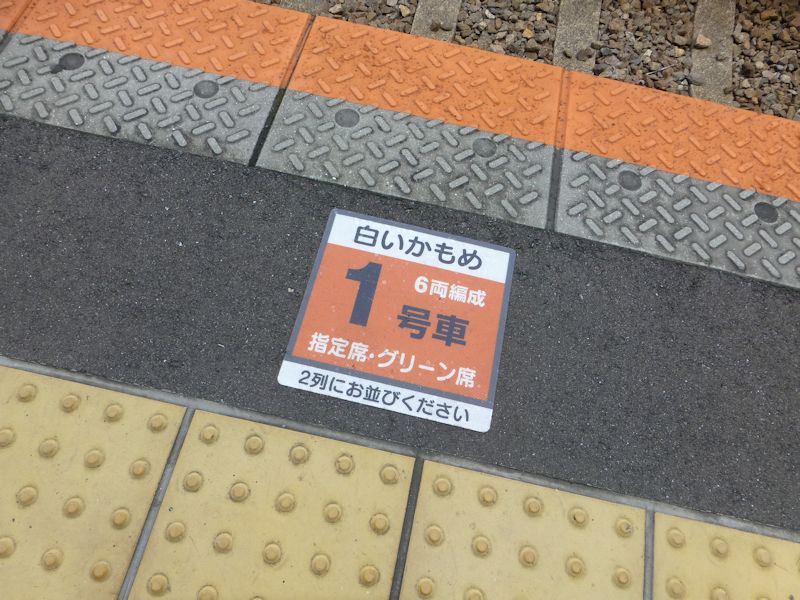 白いかもめ
6両編成
1号車
指定席・グリーン席
2列にお並びください